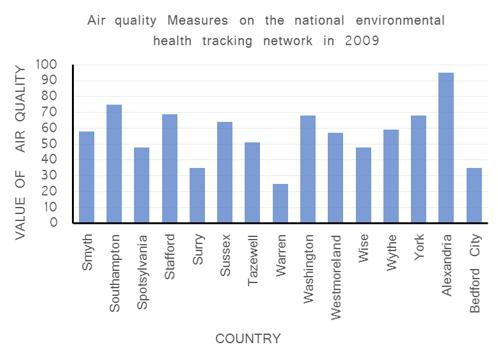 Air quality Measures on the national environmental
health tracking network in 2009
VALUE OF AIR QUALITY
100
90
80
70
60
50
40
30
20
10
0
Smyth
Southampton
Spotsylvania
Stafford
Surry
Sussex
Tazewell
Warren
Washington
Westmoreland
Wise
Wythe
York
Alexandria
Bedford City
COUNTRY